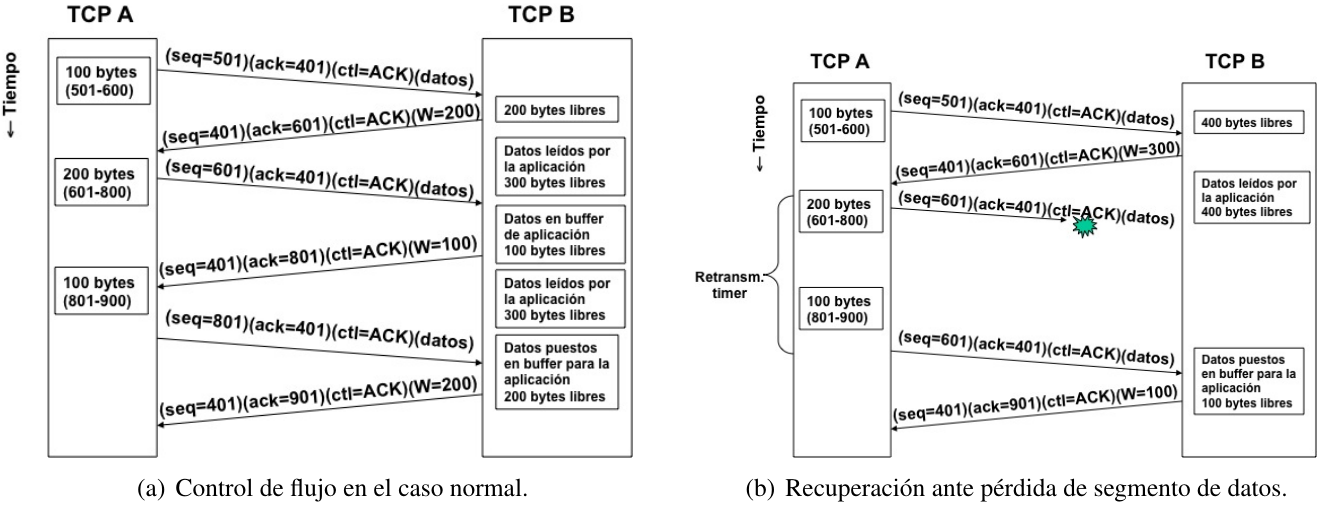 TCP A
TCP B
← Tiempo
100 bytes
(501-600)
(seq=501)(ack=401)(ctl=ACK)(datos)
200 bytes libres
(seq=401)(ack=601)(ctl=ACK)(W=200)
Datos leídos por
la aplicación
300 bytes libres
200 bytes
(601-800)
(seq=601)(ack=401)(ctl=ACK)(datos)
Datos en buffer
de aplicación
100 bytes libres
(seq=401)(ack=801)(ctl=ACK)(W=100)
100 bytes
(801-900)
Datos leídos por
la aplicación
300 bytes libres
(seq=801)(ack=401)(ctl=ACK)(datos)
Datos puestos
en buffer para la
aplicación
200 bytes libres
(seq=401)(ack=901)(ctl=ACK)(W=200)
(a) Control de flujo en el caso normal.
TCP A
TCP B
← Tiempo
100 bytes
(501-600)
(seq=501)(ack=401)(ctl=ACK)(datos)
400 bytes libres
(seq=401)(ack=601)(ctl=ACK)(W=300)
Datos leídos por
la aplicación
400 bytes libres
200 bytes
(601-800)
(seq=601)(ack=401)(ctl=ACK)(datos)
Retransm.
timer
100 bytes
(801-900)
(seq=601)(ack=401)(ctl=ACK)(datos)
Datos puestos
en buffer para la
aplicación
100 bytes libres
(seq=401)(ack=901)(ctl=ACK)(W=100)
(b) Recuperación ante pérdida de segmento de datos.